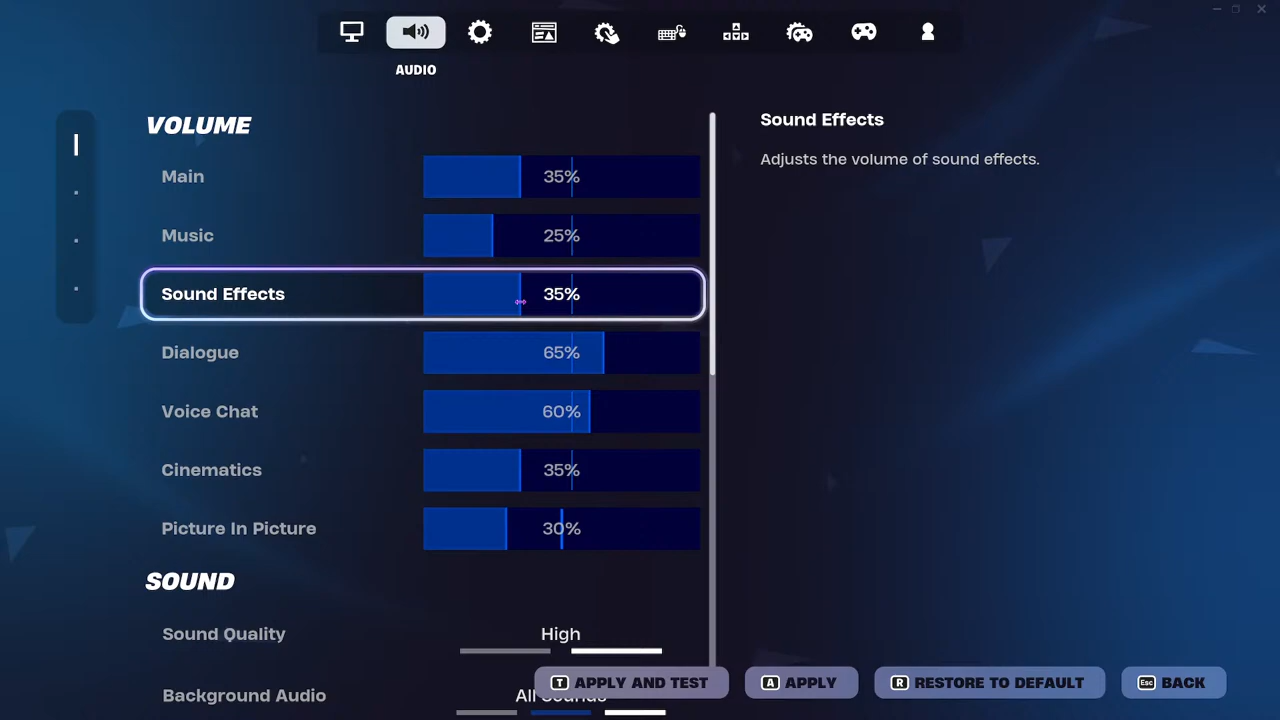 AUDIO
VOLUME
Main 35%
Music 25%
Sound Effects 35%
Dialogue 65%
Voice Chat 60%
Cinematics 35%
Picture In Picture 30%
SOUND
Sound Quality High
Background Audio All Sounds
Sound Effects
Adjusts the volume of sound effects.
T APPLY AND TEST
A APPLY
R RESTORE TO DEFAULT
Esc BACK